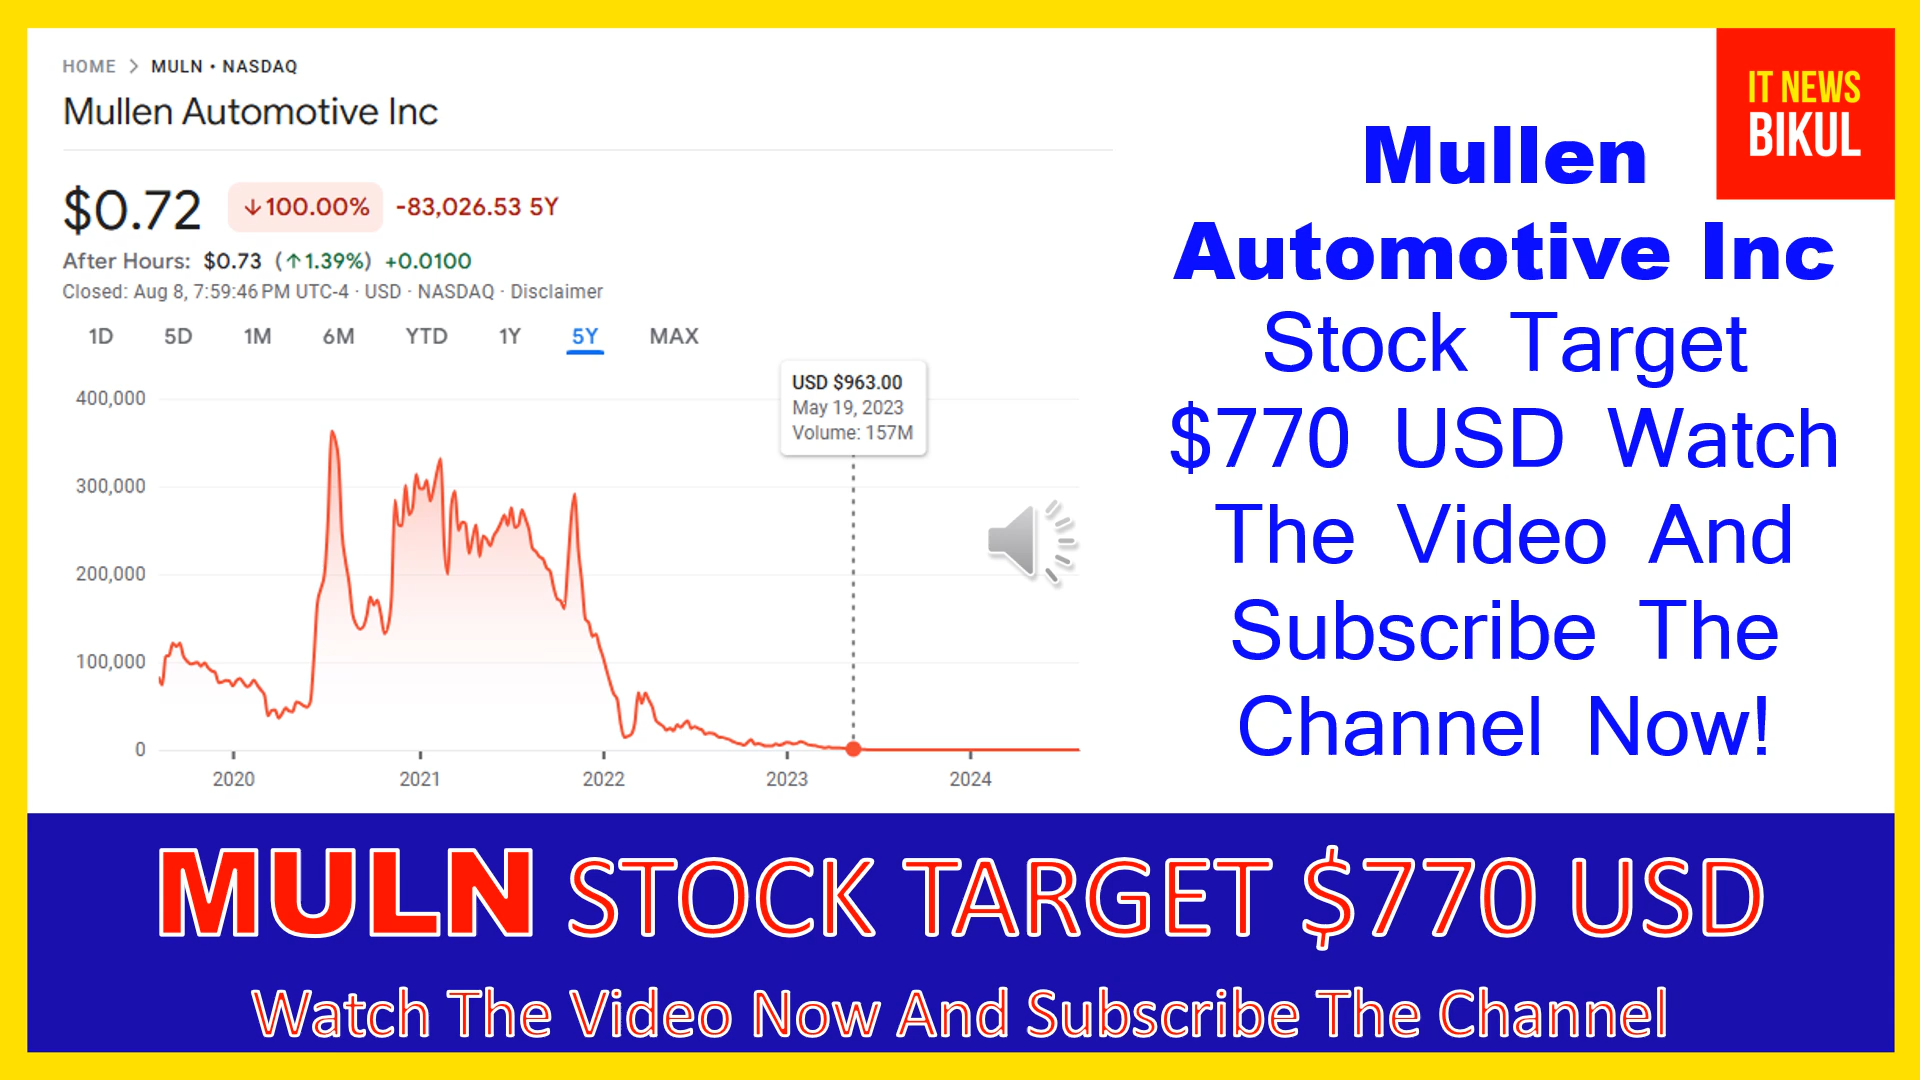 HOME > MULN • NASDAQ
Mullen Automotive Inc
$0.72 ↓100.00% -83,026.53 5Y
After Hours: $0.73 (↑1.39%) +0.0100
Closed: Aug 8, 7:59:46 PM UTC-4 · USD · NASDAQ · Disclaimer
1D 5D 1M 6M YTD 1Y 5Y MAX
USD $963.00
May 19, 2023
Volume: 157M
400,000
300,000
200,000
100,000
0
2020 2021 2022 2023 2024
IT NEWS
BIKUL
Mullen
Automotive Inc
Stock Target
$770 USD Watch
The Video And
Subscribe The
Channel Now!
MULN STOCK TARGET $770 USD
Watch The Video Now And Subscribe The Channel